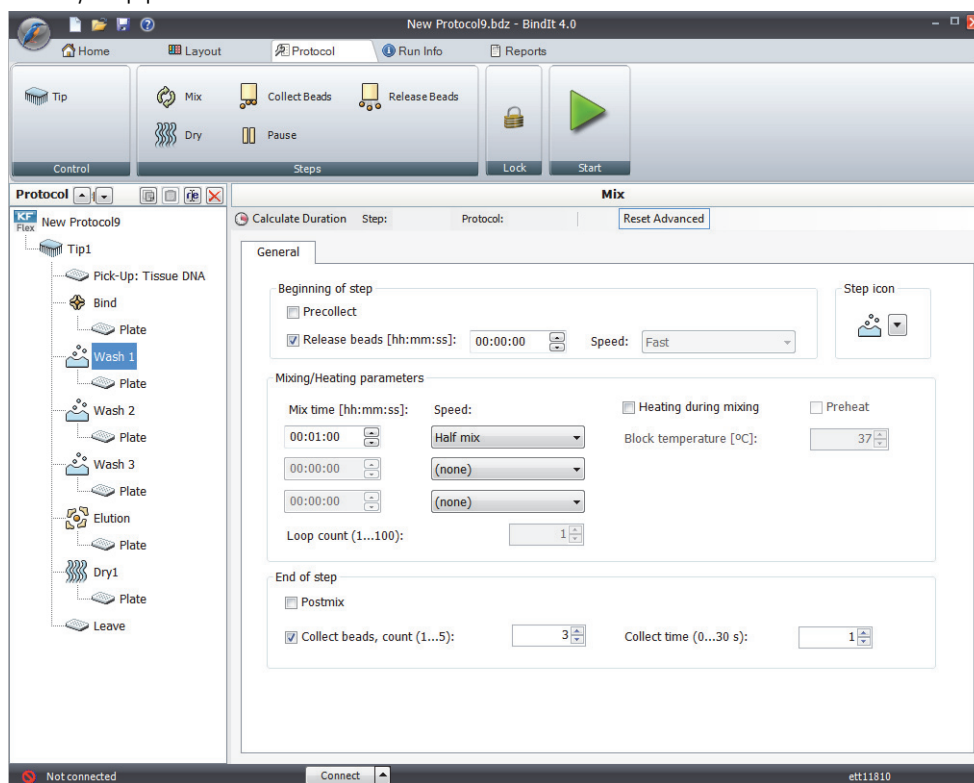 New Protocol9.bdz - BindIt 4.0
Home Layout Protocol Run Info Reports
Tip Mix Collect Beads Release Beads
Dry Pause
Control Steps Lock Start
Protocol Mix
Calculate Duration Step: Protocol: Reset Advanced
KF Flex New Protocol9
General
Tip1
Pick-Up: Tissue DNA
Bind
Plate
Wash 1
Plate
Wash 2
Plate
Wash 3
Plate
Elution
Plate
Dry1
Plate
Leave
Beginning of step Step icon
Precollect
Release beads [hh:mm:ss]: 00:00:00 Speed: Fast
Mixing/Heating parameters
Mix time [hh:mm:ss]: Speed: Heating during mixing Preheat
00:01:00 Half mix Block temperature [ºC]: 37
00:00:00 (none)
00:00:00 (none)
Loop count (1...100): 1
End of step
Postmix
Collect beads, count (1...5): 3 Collect time (0...30 s): 1
Not connected Connect ett11810